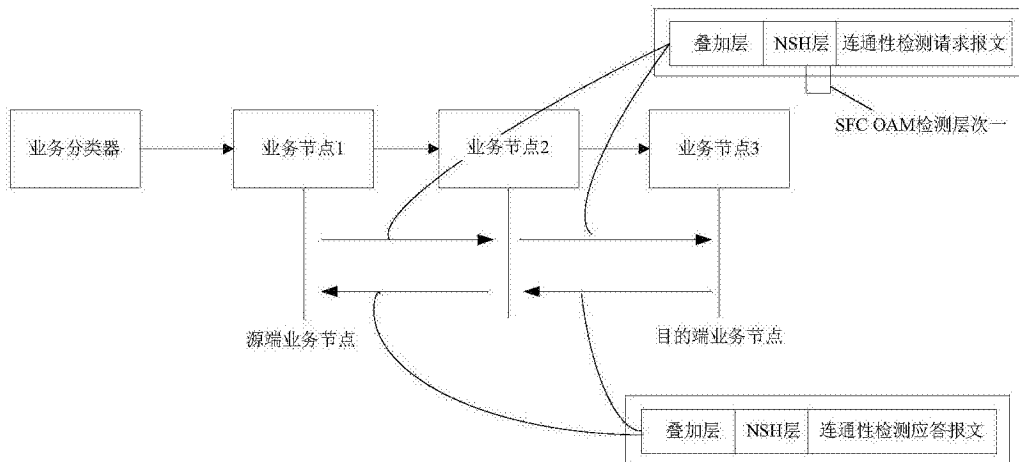 叠加层 NSH层 连通性检测请求报文
SFC OAM检测层次一
业务分类器 业务节点1 业务节点2 业务节点3
源端业务节点 目的端业务节点
叠加层 NSH层 连通性检测应答报文